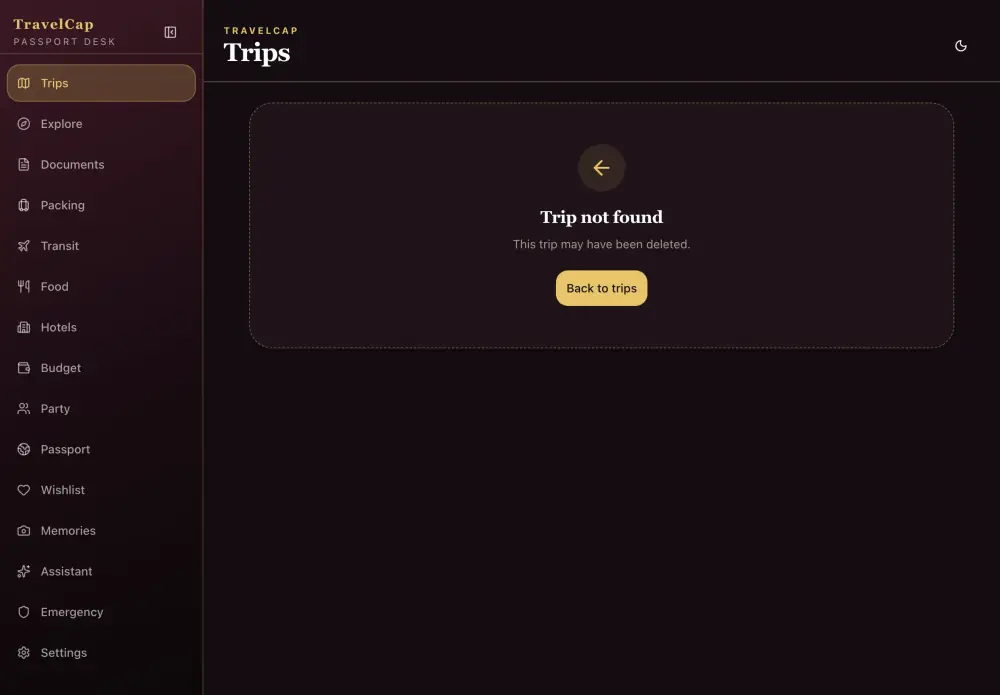 TravelCap
PASSPORT DESK
Trips
Explore
Documents
Packing
Transit
Food
Hotels
Budget
Party
Passport
Wishlist
Memories
Assistant
Emergency
Settings
TRAVELCAP
Trips
Trip not found
This trip may have been deleted.
Back to trips